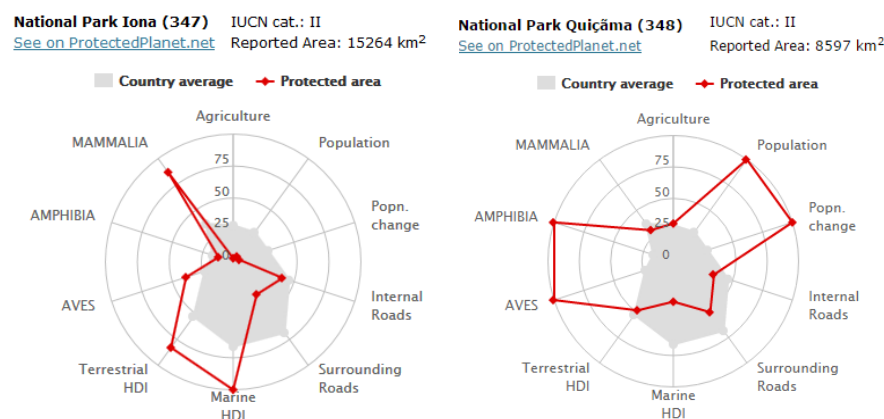 National Park Iona (347) IUCN cat.: II
See on ProtectedPlanet.net Reported Area: 15264 km²
Country average Protected area
Agriculture
MAMMALIA Population
75
50
AMPHIBIA Popn. change
25
0
AVES Internal Roads
Terrestrial HDI Surrounding Roads
Marine HDI
National Park Quiçãma (348) IUCN cat.: II
See on ProtectedPlanet.net Reported Area: 8597 km²
Country average Protected area
Agriculture
MAMMALIA Population
75
50
AMPHIBIA Popn. change
25
0
AVES Internal Roads
Terrestrial HDI Surrounding Roads
Marine HDI